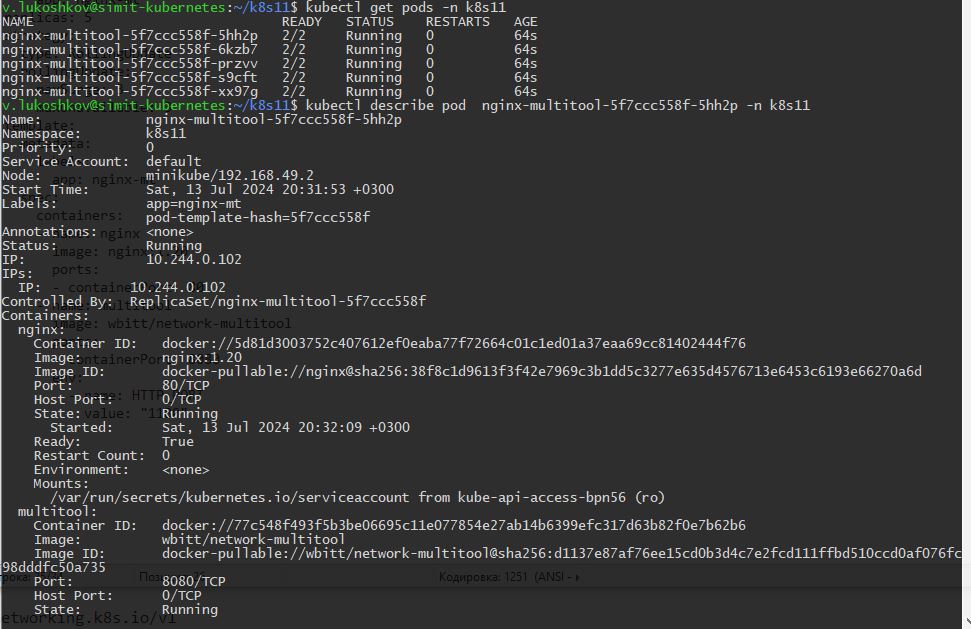 v.lukoshkov@simit-kubernetes:~/k8s11$ kubectl get pods -n k8s11
NAME READY STATUS RESTARTS AGE
nginx-multitool-5f7ccc558f-5hh2p 2/2 Running 0 64s
nginx-multitool-5f7ccc558f-6kzb7 2/2 Running 0 64s
nginx-multitool-5f7ccc558f-przvv 2/2 Running 0 64s
nginx-multitool-5f7ccc558f-s9cft 2/2 Running 0 64s
nginx-multitool-5f7ccc558f-xx97g 2/2 Running 0 64s
v.lukoshkov@simit-kubernetes:~/k8s11$ kubectl describe pod  nginx-multitool-5f7ccc558f-5hh2p -n k8s11
Name: nginx-multitool-5f7ccc558f-5hh2p
Namespace: k8s11
Priority: 0
Service Account: default
Node: minikube/192.168.49.2
Start Time: Sat, 13 Jul 2024 20:31:53 +0300
Labels: app=nginx-mt
pod-template-hash=5f7ccc558f
Annotations: <none>
Status: Running
IP: 10.244.0.102
IPs:
IP: 10.244.0.102
Controlled By: ReplicaSet/nginx-multitool-5f7ccc558f
Containers:
nginx:
Container ID: docker://5d81d3003752c407612ef0eaba77f72664c01c1ed01a37eaa69cc81402444f76
Image: nginx:1.20
Image ID: docker-pullable://nginx@sha256:38f8c1d9613f3f42e7969c3b1dd5c3277e635d4576713e6453c6193e66270a6d
Port: 80/TCP
Host Port: 0/TCP
State: Running
Started: Sat, 13 Jul 2024 20:32:09 +0300
Ready: True
Restart Count: 0
Environment: <none>
Mounts:
/var/run/secrets/kubernetes.io/serviceaccount from kube-api-access-bpn56 (ro)
multitool:
Container ID: docker://77c548f493f5b3be06695c11e077854e27ab14b6399efc317d63b82f0e7b62b6
Image: wbitt/network-multitool
Image ID: docker-pullable://wbitt/network-multitool@sha256:d1137e87af76ee15cd0b3d4c7e2fcd111ffbd510ccd0af076fc
98dddfc50a735
Port: 8080/TCP
Host Port: 0/TCP
State: Running
containers:
image: wbitt/network-multitool
ports:
Кодировка: 1251 (ANSI -
etworking.k8s.io/v1